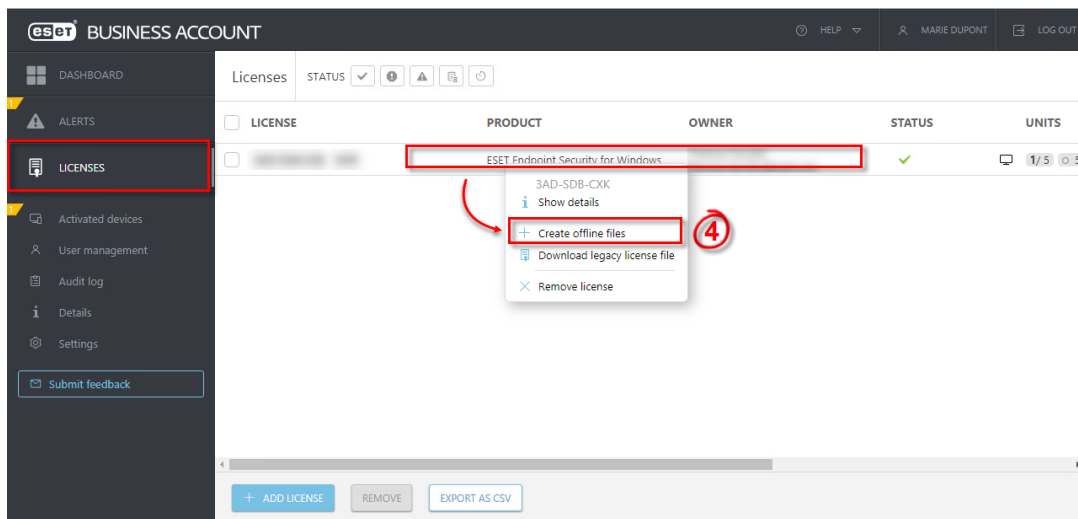 eset BUSINESS ACCOUNT
HELP
MARIE DUPONT
LOG OUT
DASHBOARD
1
ALERTS
LICENSES
1
Activated devices
User management
Audit log
Details
Settings
Submit feedback
Licenses STATUS
LICENSE PRODUCT OWNER STATUS UNITS
ESET Endpoint Security for Windows 1/5
3AD-SDB-CXK
Show details
Create offline files
4
Download legacy license file
Remove license
+ ADD LICENSE REMOVE EXPORT AS CSV